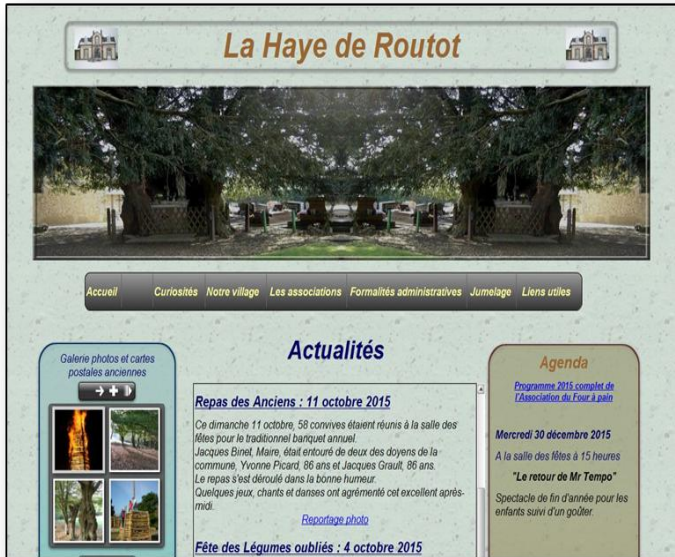 La Haye de Routot
Accueil Curiosités Notre village Les associations Formalités administratives Jumelage Liens utiles
Galerie photos et cartes
postales anciennes
Actualités
Repas des Anciens : 11 octobre 2015
Ce dimanche 11 octobre, 58 convives étaient réunis à la salle des
fêtes pour le traditionnel banquet annuel.
Jacques Binet, Maire, était entouré de deux des doyens de la
commune, Yvonne Picard, 86 ans et Jacques Grault, 86 ans.
Le repas s'est déroulé dans la bonne humeur.
Quelques jeux, chants et danses ont agrémenté cet excellent après-
midi.
Reportage photo
Fête des Légumes oubliés : 4 octobre 2015
Agenda
Programme 2015 complet de
l'Association du Four à pain
Mercredi 30 décembre 2015
A la salle des fêtes à 15 heures
"Le retour de Mr Tempo"
Spectacle de fin d'année pour les
enfants suivi d'un goûter.